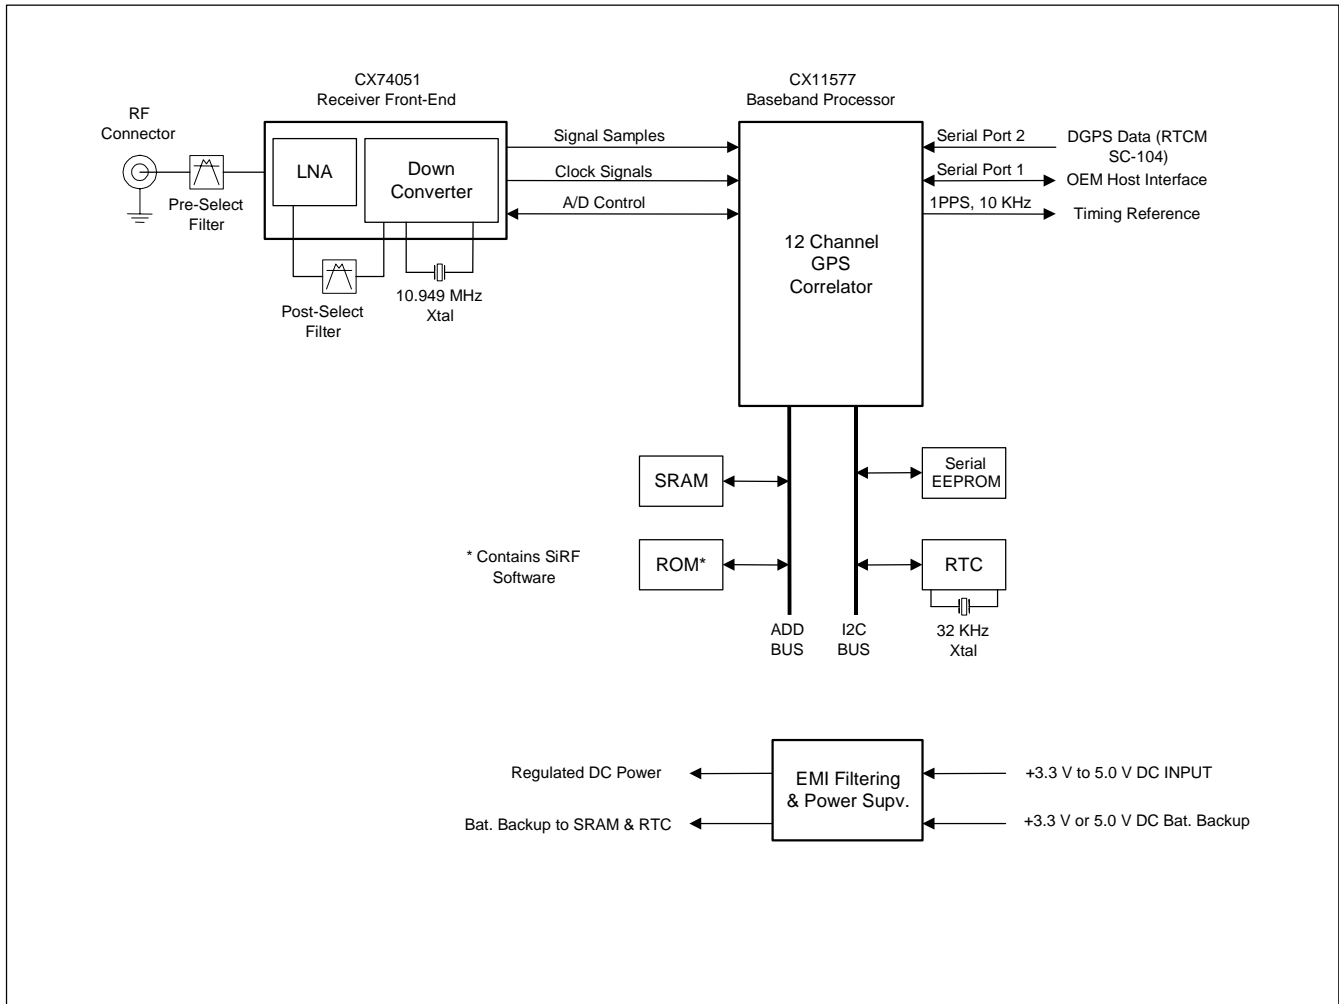 CX74051
Receiver Front-End
CX11577
Baseband Processor
RF
Connector
LNA
Down
Converter
Pre-Select
Filter
Post-Select
Filter
10.949 MHz
Xtal
Signal Samples
Clock Signals
A/D Control
12 Channel
GPS
Correlator
Serial Port 2
DGPS Data (RTCM
SC-104)
Serial Port 1
OEM Host Interface
1PPS, 10 KHz
Timing Reference
SRAM
Serial
EEPROM
* Contains SiRF
Software
ROM*
RTC
ADD
BUS
I2C
BUS
32 KHz
Xtal
Regulated DC Power
EMI Filtering
& Power Supv.
+3.3 V to 5.0 V DC INPUT
Bat. Backup to SRAM & RTC
+3.3 V or 5.0 V DC Bat. Backup